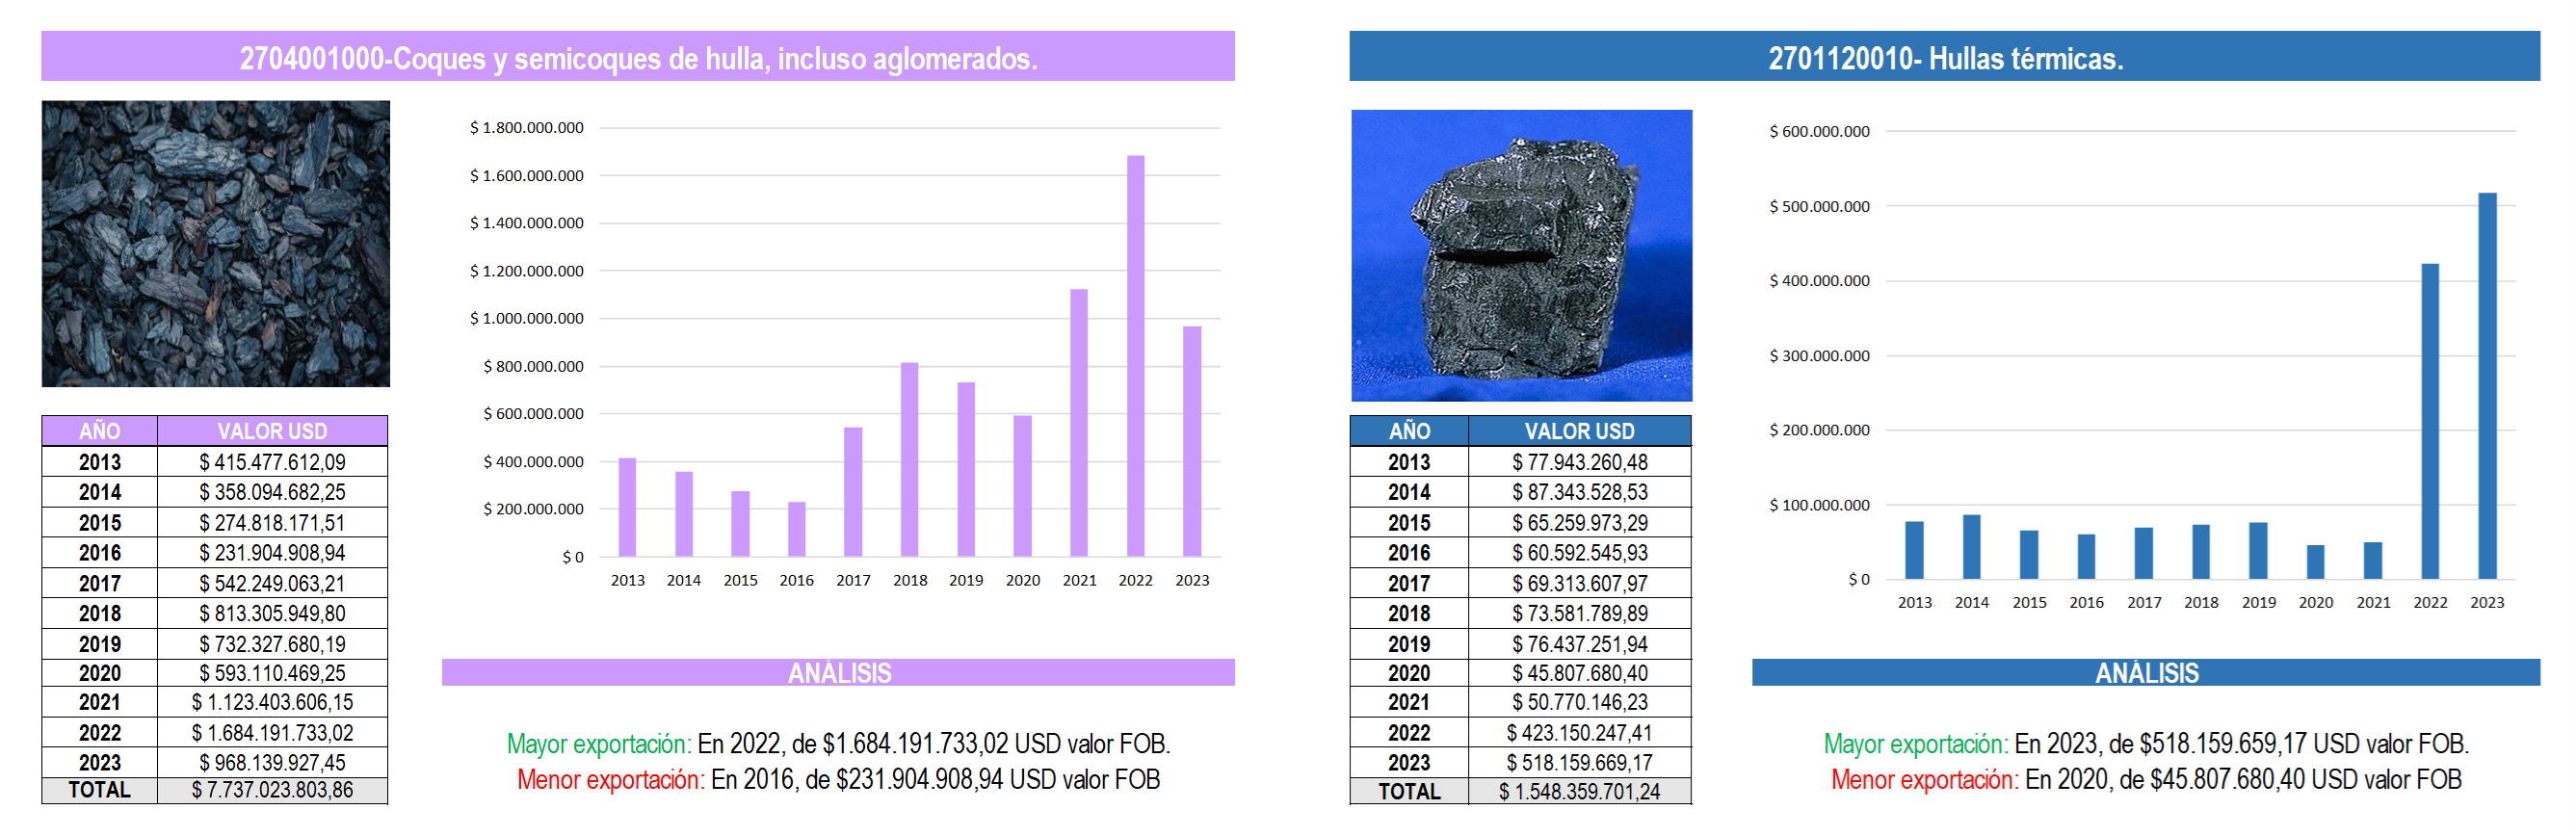 2704001000-Coques y semicoques de hulla, incluso aglomerados.
$ 1.800.000.000
$ 1.600.000.000
$ 1.400.000.000
$ 1.200.000.000
$ 1.000.000.000
$ 800.000.000
$ 600.000.000
$ 400.000.000
$ 200.000.000
$ 0
2013 2014 2015 2016 2017 2018 2019 2020 2021 2022 2023
AÑO VALOR USD
2013 $ 415.477.612,09
2014 $ 358.094.682,25
2015 $ 274.818.171,51
2016 $ 231.904.908,94
2017 $ 542.249.063,21
2018 $ 813.305.949,80
2019 $ 732.327.680,19
2020 $ 593.110.469,25
2021 $ 1.123.403.606,15
2022 $ 1.684.191.733,02
2023 $ 968.139.927,45
TOTAL $ 7.737.023.803,86
ANÁLISIS
Mayor exportación: En 2022, de $1.684.191.733,02 USD valor FOB.
Menor exportación: En 2016, de $231.904.908,94 USD valor FOB
2701120010- Hullas térmicas.
$ 600.000.000
$ 500.000.000
$ 400.000.000
$ 300.000.000
$ 200.000.000
$ 100.000.000
$ 0
2013 2014 2015 2016 2017 2018 2019 2020 2021 2022 2023
AÑO VALOR USD
2013 $ 77.943.260,48
2014 $ 87.343.528,53
2015 $ 65.259.973,29
2016 $ 60.592.545,93
2017 $ 69.313.607,97
2018 $ 73.581.789,89
2019 $ 76.437.251,94
2020 $ 45.807.680,40
2021 $ 50.770.146,23
2022 $ 423.150.247,41
2023 $ 518.159.669,17
TOTAL $ 1.548.359.701,24
ANÁLISIS
Mayor exportación: En 2023, de $518.159.659,17 USD valor FOB.
Menor exportación: En 2020, de $45.807.680,40 USD valor FOB